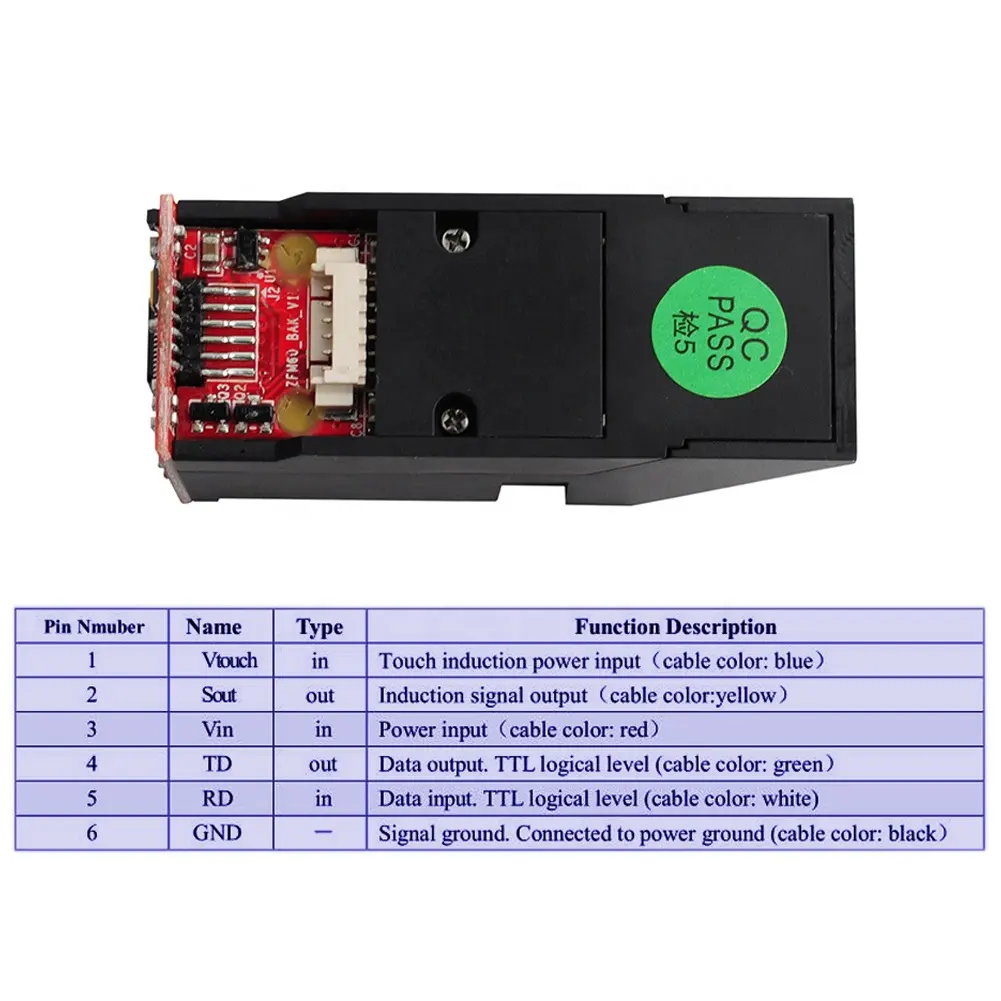 C2
U1
J2
ZFM60_BAK_V1
Q3
Q2
C8
QC
PASS
检5
Pin Nmuber Name Type Function Description
1 Vtouch in Touch induction power input（cable color: blue）
2 Sout out Induction signal output（cable color:yellow）
3 Vin in Power input（cable color: red）
4 TD out Data output. TTL logical level (cable color: green）
5 RD in Data input. TTL logical level (cable color: white)
6 GND — Signal ground. Connected to power ground (cable color: black）